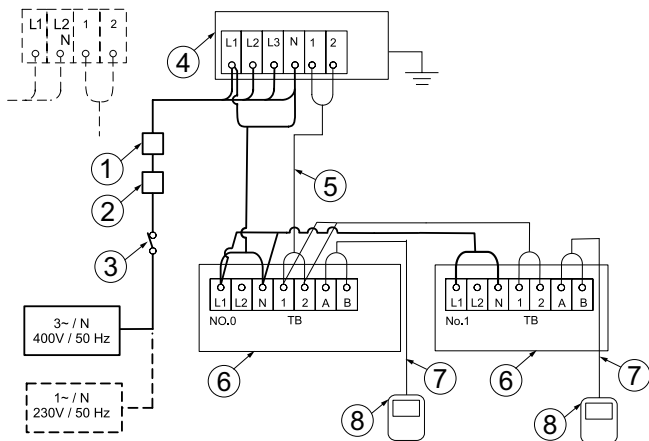 L1 L2 N 1 2
L1 L2 L3 N 1 2
4
1
2
5
3
L1 L2 N 1 2 A B
NO.0 TB
L1 L2 N 1 2 A B
No.1 TB
3~ / N
400V / 50 Hz
6
7
6
7
1~ / N
230V / 50 Hz
8
8